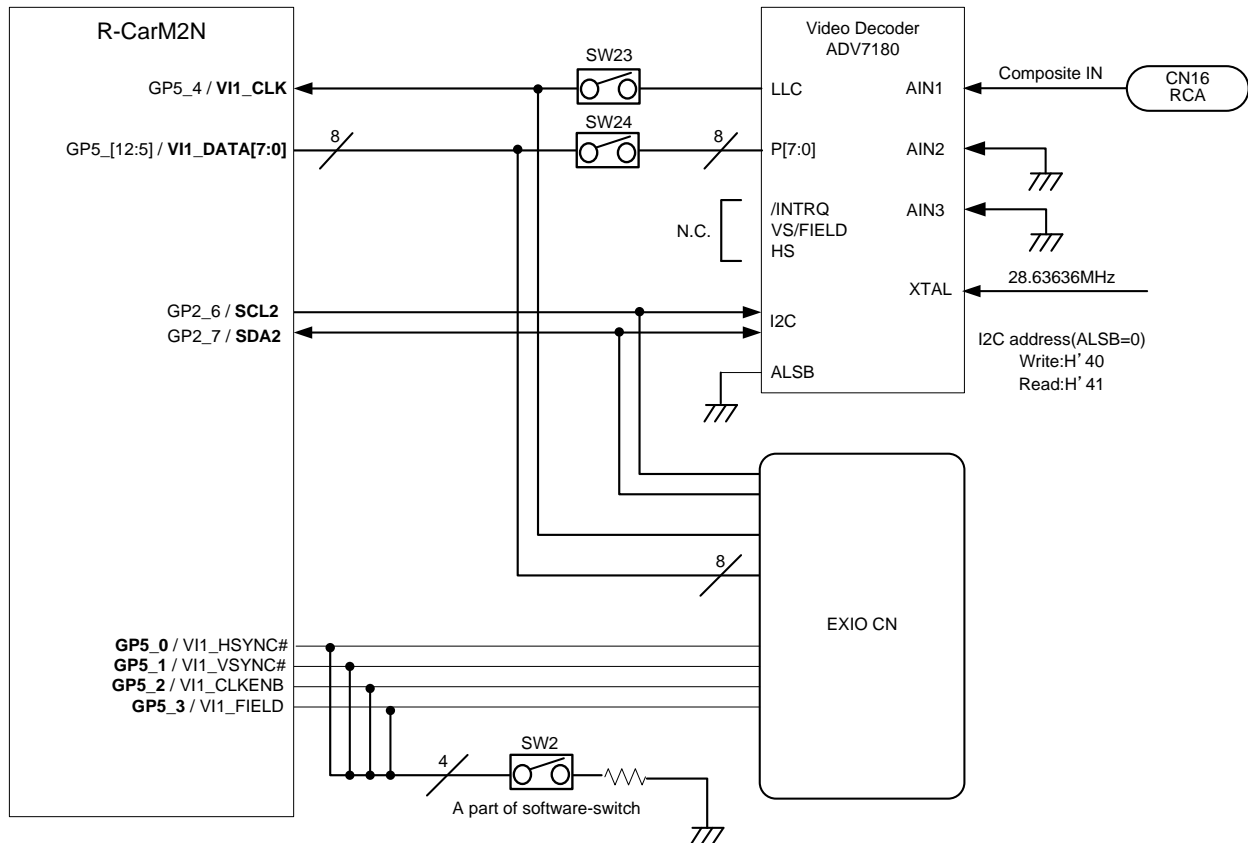 R-CarM2N
Video Decoder
ADV7180
SW23
GP5_4 / VI1_CLK
LLC
AIN1
Composite IN
CN16
RCA
SW24
8
8
GP5_[12:5] / VI1_DATA[7:0]
P[7:0]
AIN2
N.C.
/INTRQ
VS/FIELD
HS
AIN3
XTAL
28.63636MHz
GP2_6 / SCL2
GP2_7 / SDA2
I2C
I2C address(ALSB=0)
Write:H' 40
Read:H' 41
ALSB
8
EXIO CN
GP5_0 / VI1_HSYNC#
GP5_1 / VI1_VSYNC#
GP5_2 / VI1_CLKENB
GP5_3 / VI1_FIELD
SW2
4
A part of software-switch